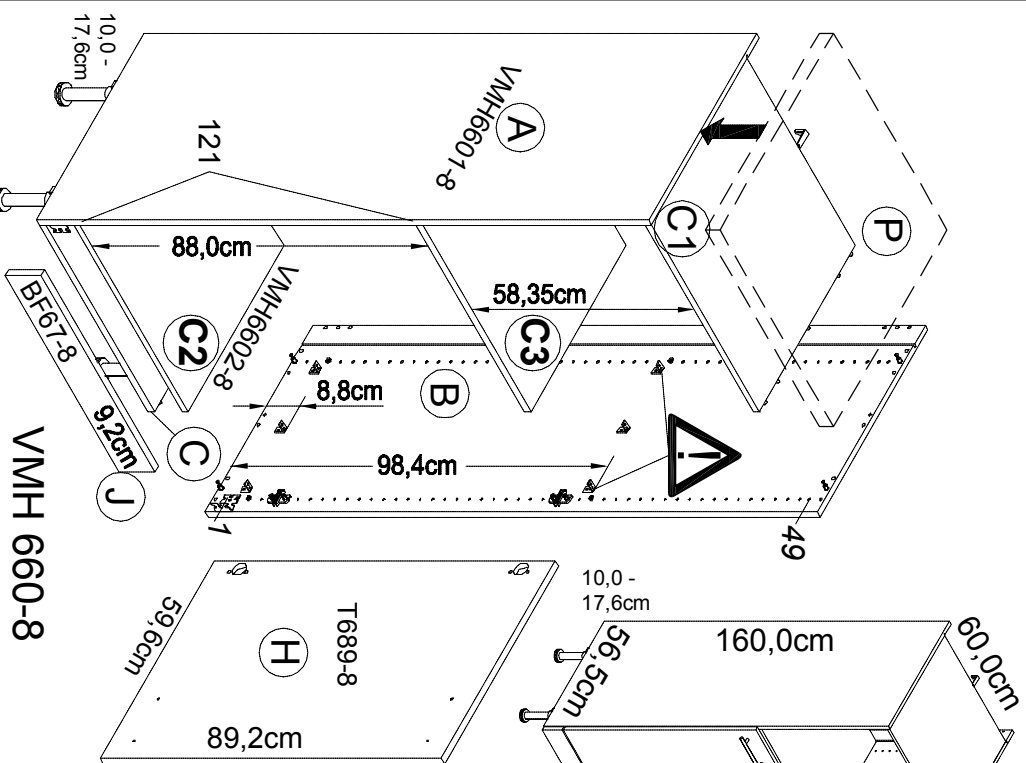 10,0 -
17,6cm
A
VMH6601-8
P
C1
121
88,0cm
58,35cm
VMH6602-8
C2
C3
B
8,8cm
98,4cm
BF67-8
9,2cm
C
J
!
1
49
VMH 660-8
T689-8
H
59,6cm
89,2cm
10,0 -
17,6cm
56,5cm
160,0cm
60,0cm